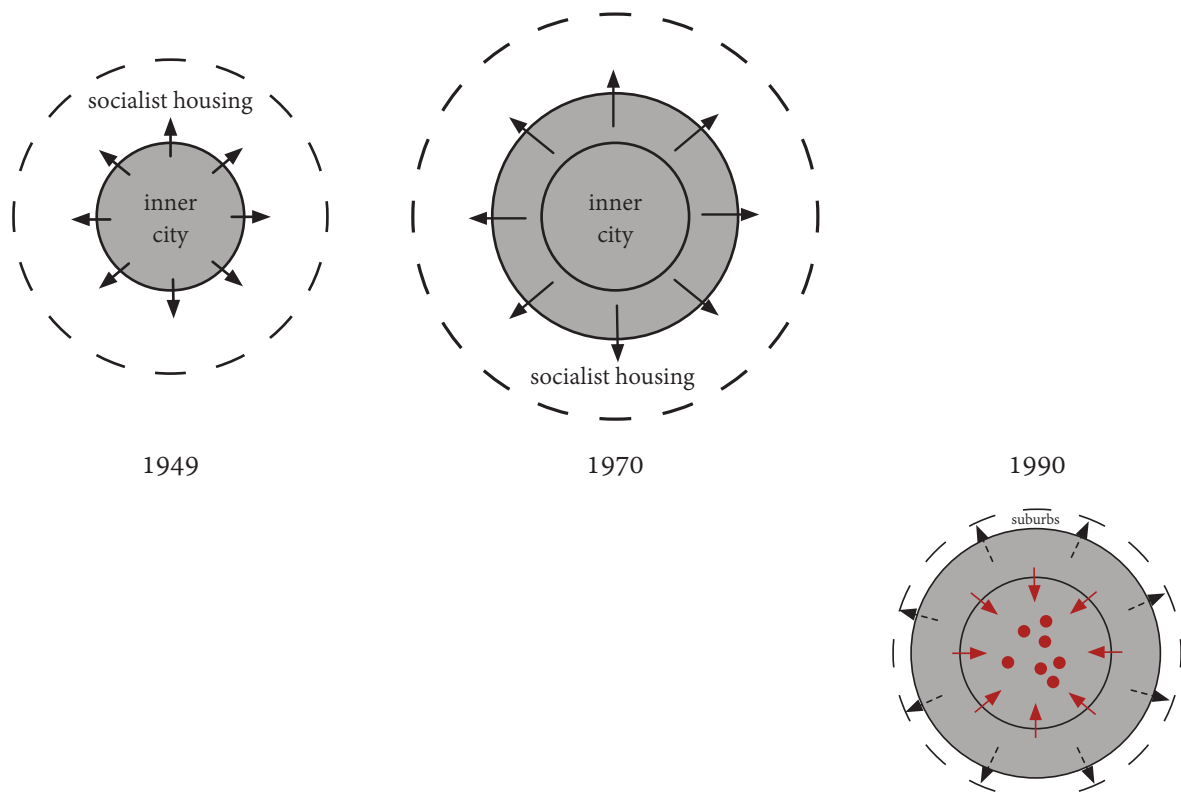 socialist housing
inner
city
inner
city
socialist housing
1949
1970
1990
suburbs